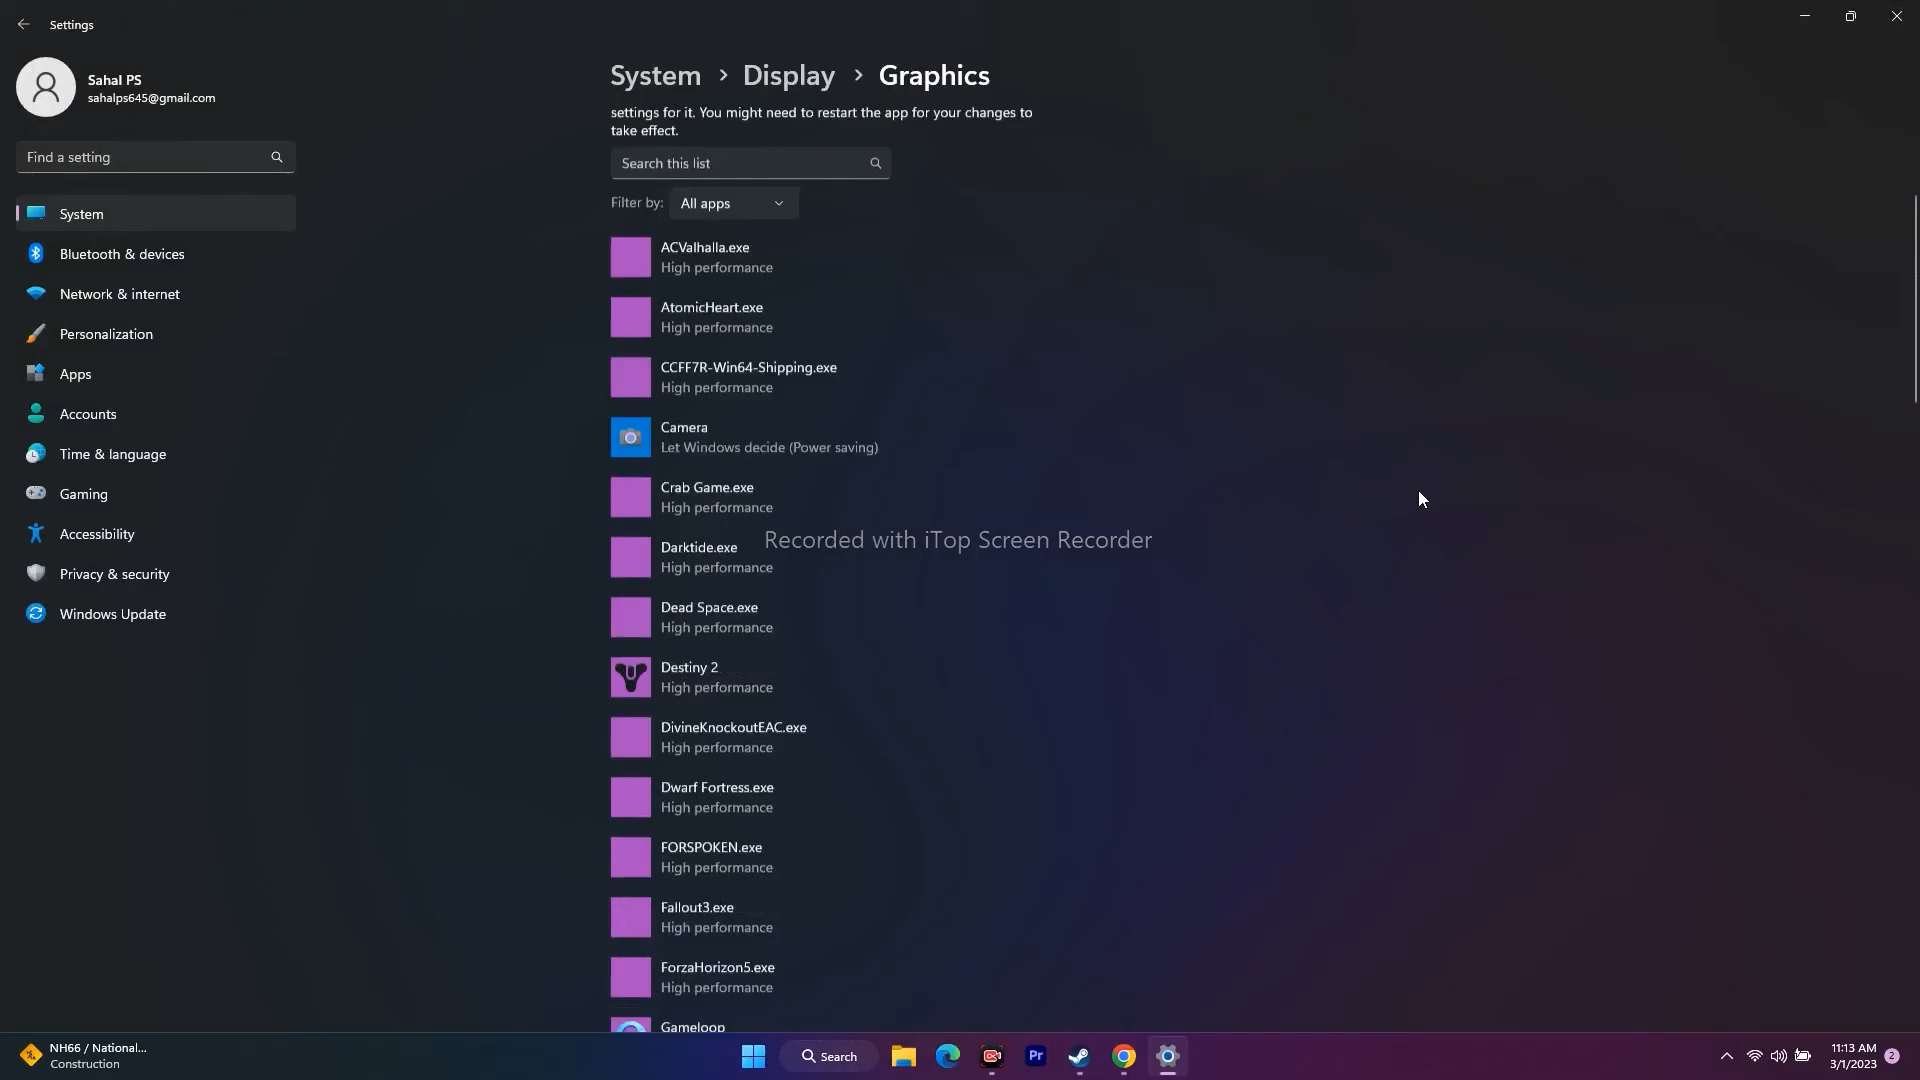 Settings
Sahal PS
sahalps645@gmail.com
Find a setting
System
Bluetooth & devices
Network & internet
Personalization
Apps
Accounts
Time & language
Gaming
Accessibility
Privacy & security
Windows Update
System > Display > Graphics
settings for it. You might need to restart the app for your changes to
take effect.
Search this list
Filter by: All apps
ACValhalla.exe
High performance
AtomicHeart.exe
High performance
CCFF7R-Win64-Shipping.exe
High performance
Camera
Let Windows decide (Power saving)
Crab Game.exe
High performance
Darktide.exe
High performance
Recorded with iTop Screen Recorder
Dead Space.exe
High performance
Destiny 2
High performance
DivineKnockoutEAC.exe
High performance
Dwarf Fortress.exe
High performance
FORSPOKEN.exe
High performance
Fallout3.exe
High performance
ForzaHorizon5.exe
High performance
Gameloop
NH66 / National...
Construction
Search
Pr
11:13 AM
3/1/2023
2